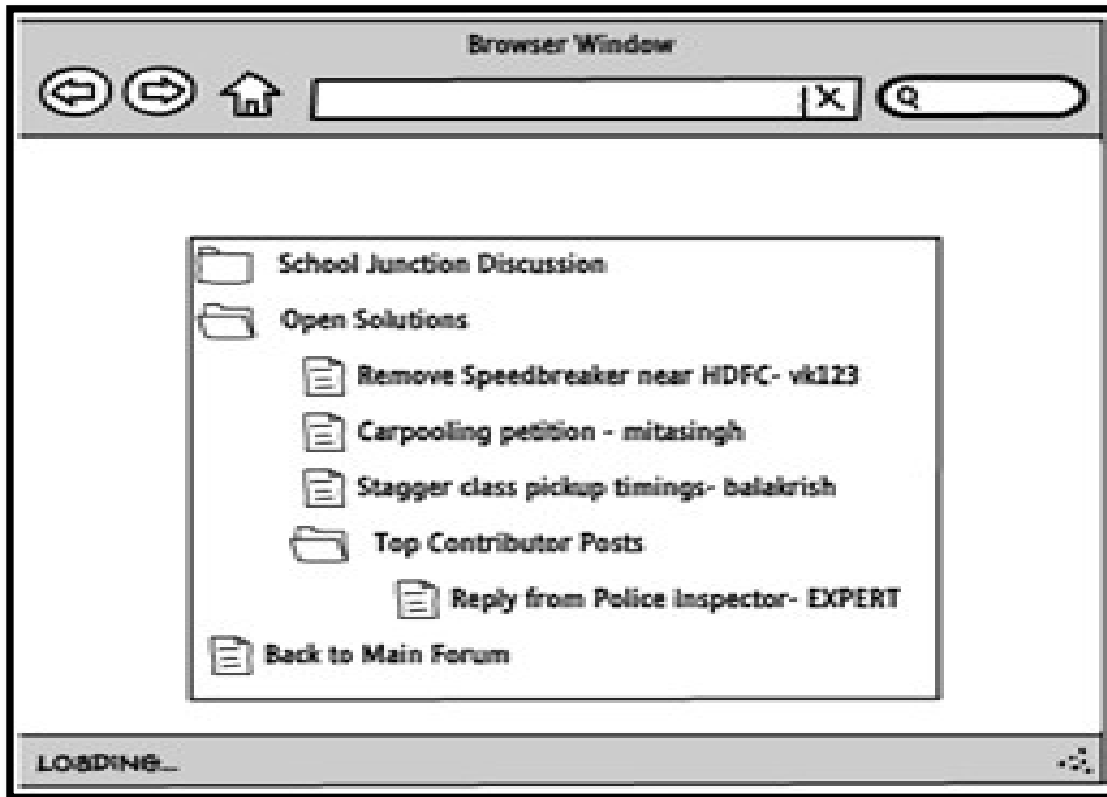 Browser Window
School Junction Discussion
Open Solutions
Remove Speedbreaker near HDFC- vk123
Carpooling petition - mitasingh
Stagger class pickup timings- balakrish
Top Contributor Posts
Reply from Police Inspector- EXPERT
Back to Main Forum
LOADING...